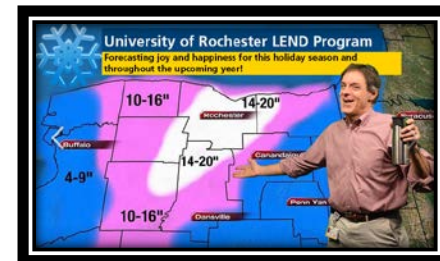 University of Rochester LEND Program
Forecasting joy and happiness for this holiday season and
throughout the upcoming year!
10-16"
14-20"
Rochester
Buffalo
14-20"
4-9"
10-16"
Dansville
Penn Yan